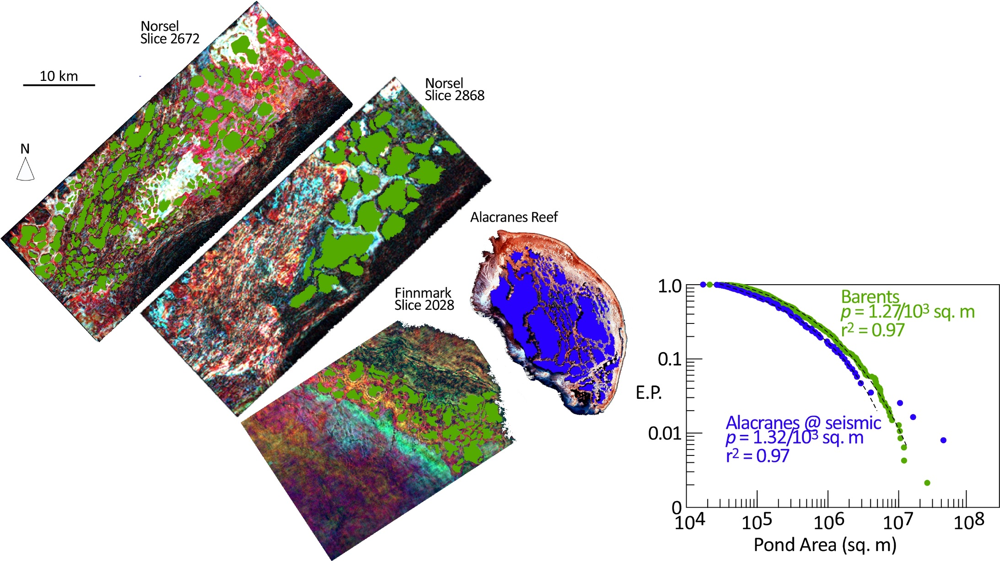 Norsel
Slice 2672
10 km
N
Norsel
Slice 2868
Alacranes Reef
Finnmark
Slice 2028
1.0
0.1
E.P.
0.01
0
Barents
p = 1.27/10³ sq. m
r² = 0.97
Alacranes @ seismic
p = 1.32/10³ sq. m
r² = 0.97
10⁴ 10⁵ 10⁶ 10⁷ 10⁸
Pond Area (sq. m)